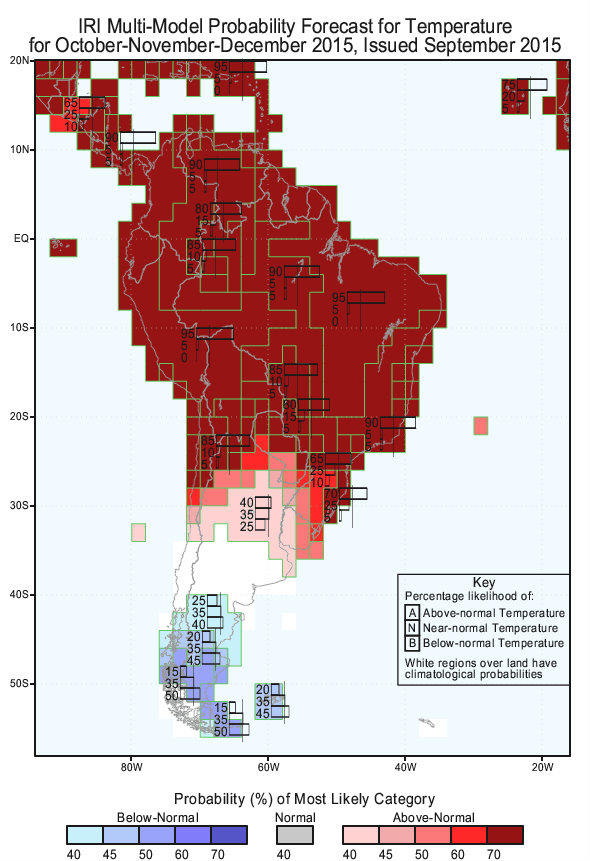 IRI Multi-Model Probability Forecast for Temperature
for October-November-December 2015, Issued September 2015
20N
10N
EQ
10S
20S
30S
40S
50S
80W
60W
40W
20W
95
5
0
75
20
5
65
25
10
90
5
5
90
5
5
80
15
5
85
10
5
90
5
5
95
5
0
95
5
0
85
10
5
80
15
5
90
5
5
85
10
5
65
25
10
70
25
5
40
35
25
25
35
40
20
35
45
15
35
50
20
35
45
15
35
50
Key
Percentage likelihood of:
A Above-normal Temperature
N Near-normal Temperature
B Below-normal Temperature
White regions over land have
climatological probabilities
Probability (%) of Most Likely Category
Below-Normal Normal Above-Normal
40 45 50 60 70 40 40 45 50 60 70